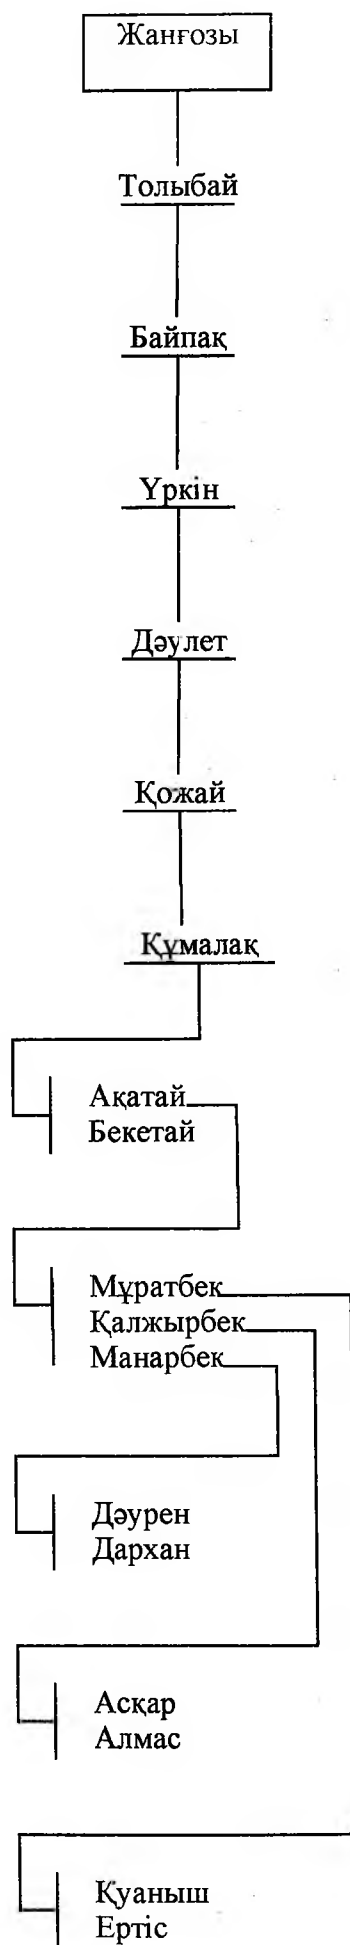 Жанғозы
Толыбай
Байпақ
Үркін
Дәулет
Қожай
Құмалақ
Ақатай
Бекетай
Мұратбек
Қалжырбек
Манарбек
Дәурен
Дархан
Асқар
Алмас
Қуаныш
Ертіс